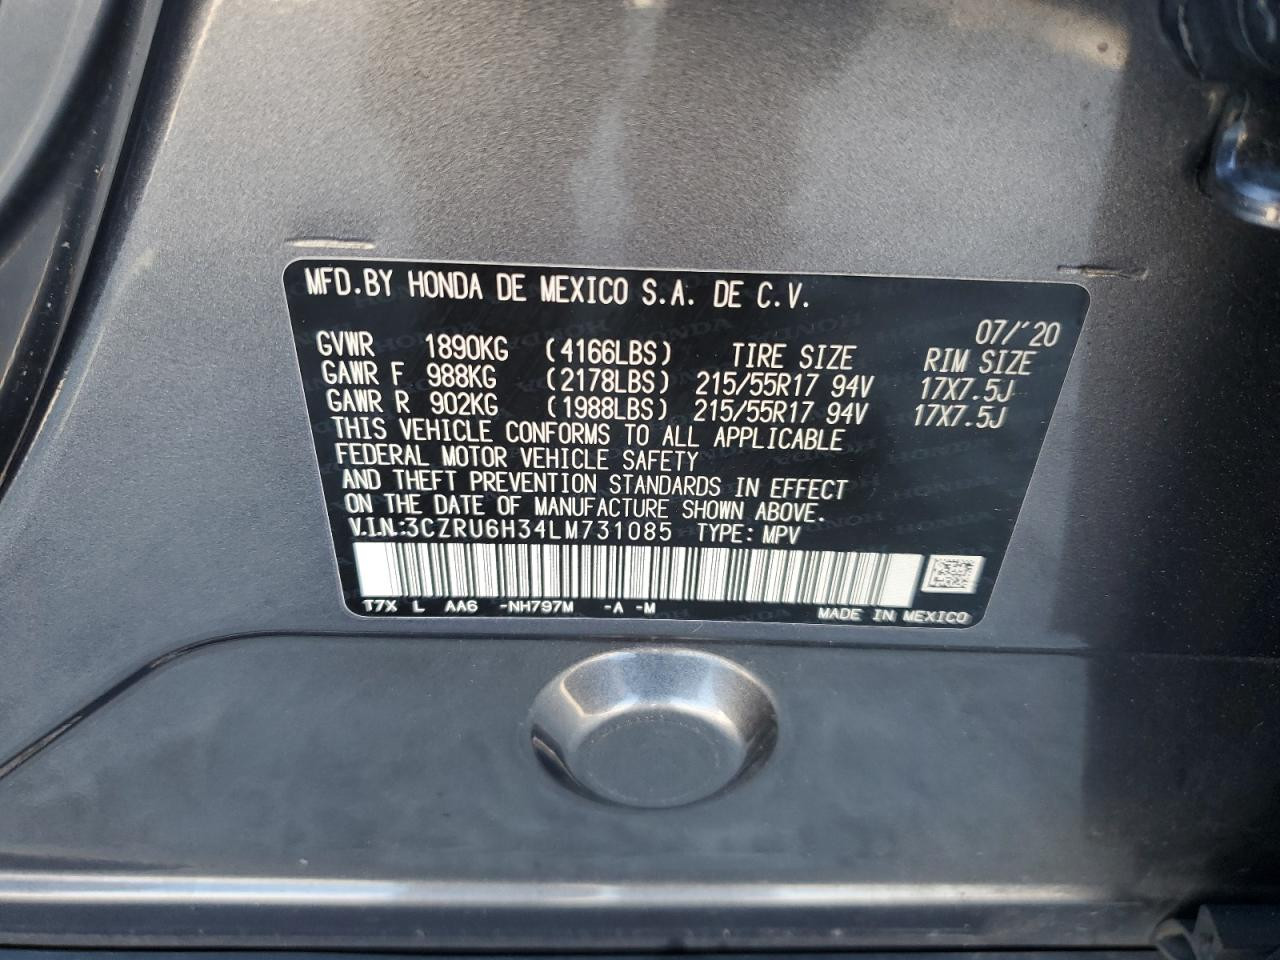 MFD.BY HONDA DE MEXICO S.A. DE C.V.
07/'20
GVWR 1890KG (4166LBS) TIRE SIZE RIM SIZE
GAWR F 988KG (2178LBS) 215/55R17 94V 17X7.5J
GAWR R 902KG (1988LBS) 215/55R17 94V 17X7.5J
THIS VEHICLE CONFORMS TO ALL APPLICABLE
FEDERAL MOTOR VEHICLE SAFETY
AND THEFT PREVENTION STANDARDS IN EFFECT
ON THE DATE OF MANUFACTURE SHOWN ABOVE.
V.I.N.:3CZRU6H34LM731085 TYPE: MPV
T7X L AA6 -NH797M -A -M MADE IN MEXICO